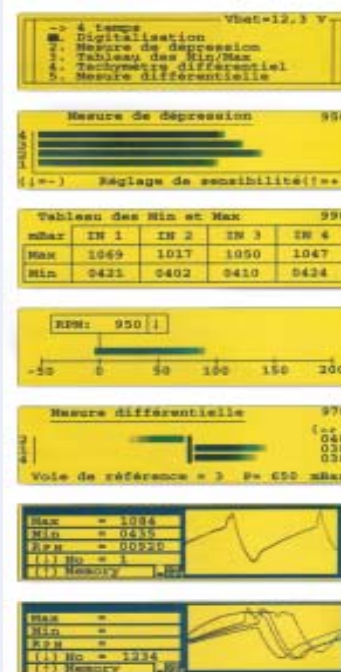 Vbat=12,3 V
-> 4 temps
Digitalisation
2. Mesure de dépression
3. Tableau des Min/Max
4. Tachymètre différentiel
5. Mesure différentielle
Mesure de dépression 950
(↓=-) Réglage de sensibilité(↑=+
Tableau des Min et Max 990
mBar IN 1 IN 2 IN 3 IN 4
Max 1069 1017 1050 1047
Min 0421 0402 0410 0424
RPM: 950 ↓
-50 0 50 100 150 200
Mesure différentielle 970
Voie de référence = 3 P= 650 mBar
Max = 1084
Min = 0435
RPM = 00920
(↓) No = 1
(↑) Memory
Max =
Min =
RPM =
(↓) No = 1234
(↑) Memory